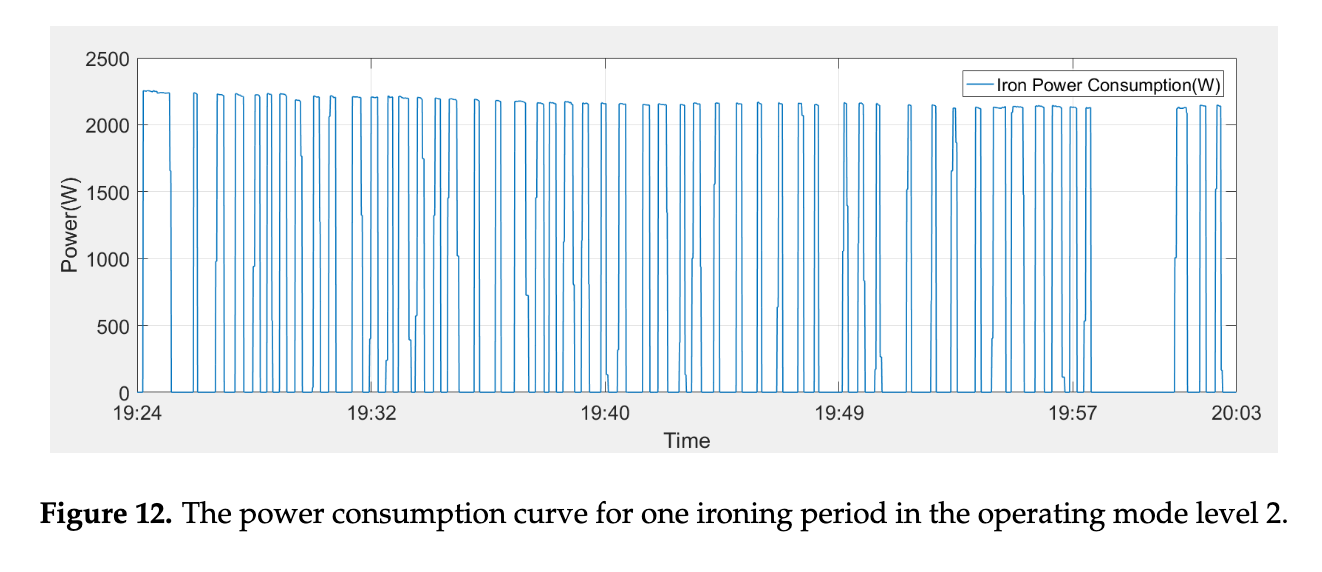 2500
Iron Power Consumption(W)
2000
1500
1000
500
0
Power(W)
19:24 19:32 19:40 19:49 19:57 20:03
Time
Figure 12. The power consumption curve for one ironing period in the operating mode level 2.